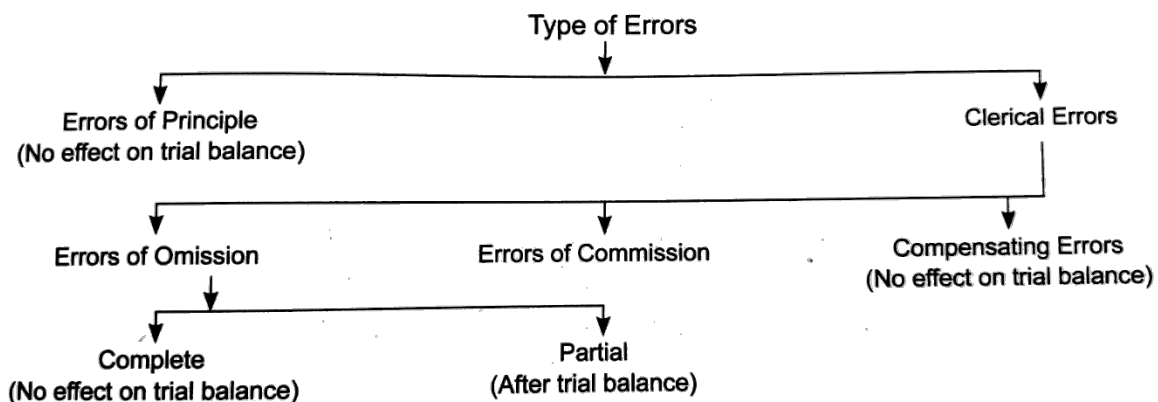 Type of Errors
Errors of Principle
(No effect on trial balance)
Clerical Errors
Errors of Omission
Errors of Commission
Compensating Errors
(No effect on trial balance)
Complete
(No effect on trial balance)
Partial
(After trial balance)